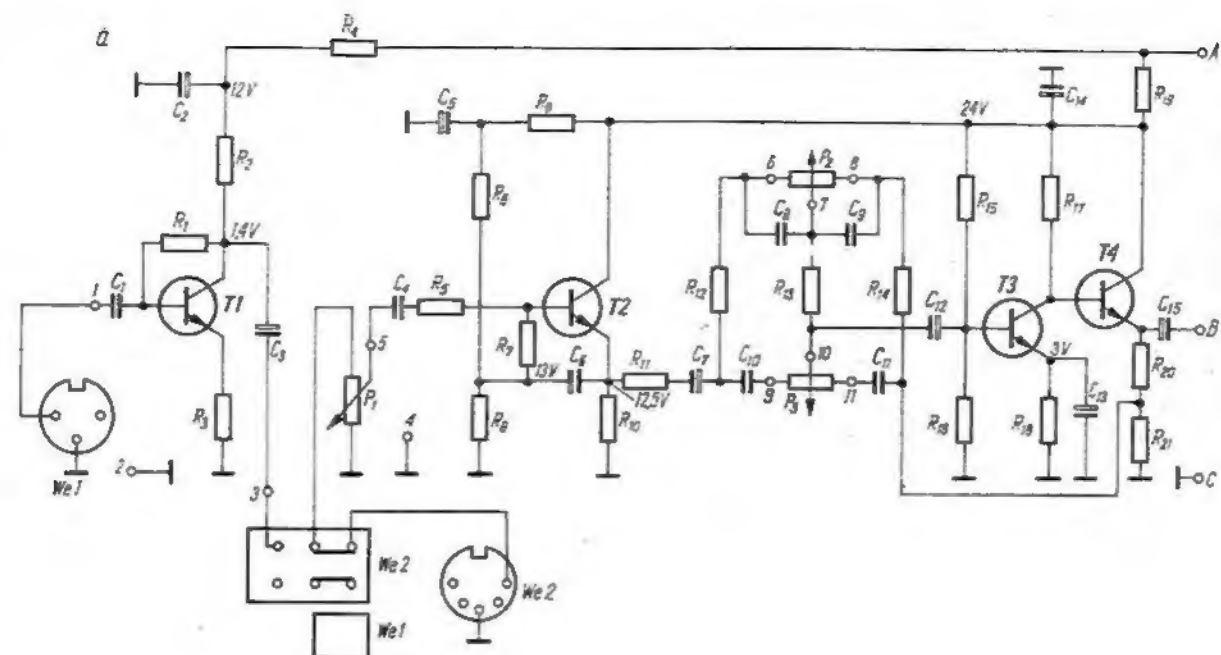 a
R4
A
C2
12V
R2
C5
R6
24V
C14
R19
R8
6
P2
8
7
C8
C9
R15
R17
R1
1,4V
1
C1
T1
C3
C4
R5
5
T2
R7
13V
C6
R11
12,5V
C7
R12
R13
R14
C12
T3
T4
C15
B
3V
C10
9
10
P3
11
C11
R3
We1
2
P1
4
R9
R10
R16
R18
C13
R20
R21
C
3
We2
We2
We1